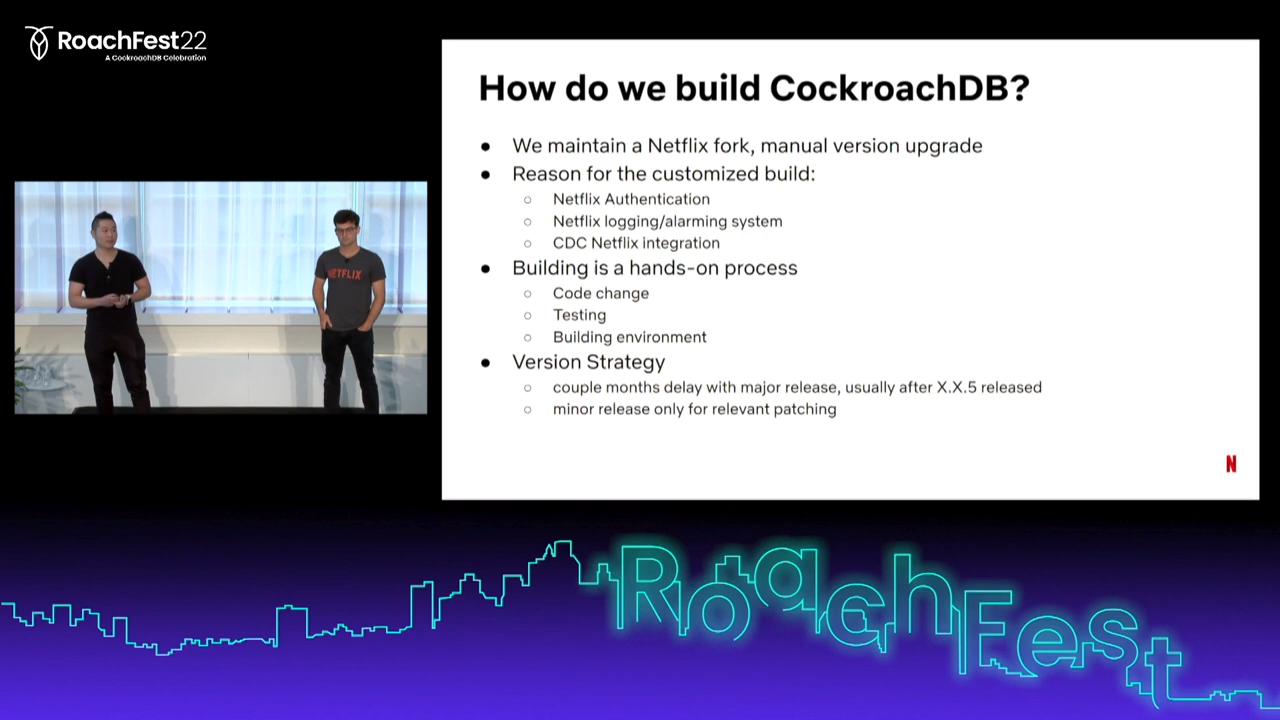 RoachFest22
A CockroachDB Celebration
How do we build CockroachDB?
● We maintain a Netflix fork, manual version upgrade
● Reason for the customized build:
○ Netflix Authentication
○ Netflix logging/alarming system
○ CDC Netflix integration
● Building is a hands-on process
○ Code change
○ Testing
○ Building environment
● Version Strategy
○ couple months delay with major release, usually after X.X.5 released
○ minor release only for relevant patching
N
NETFLIX
RoachFest